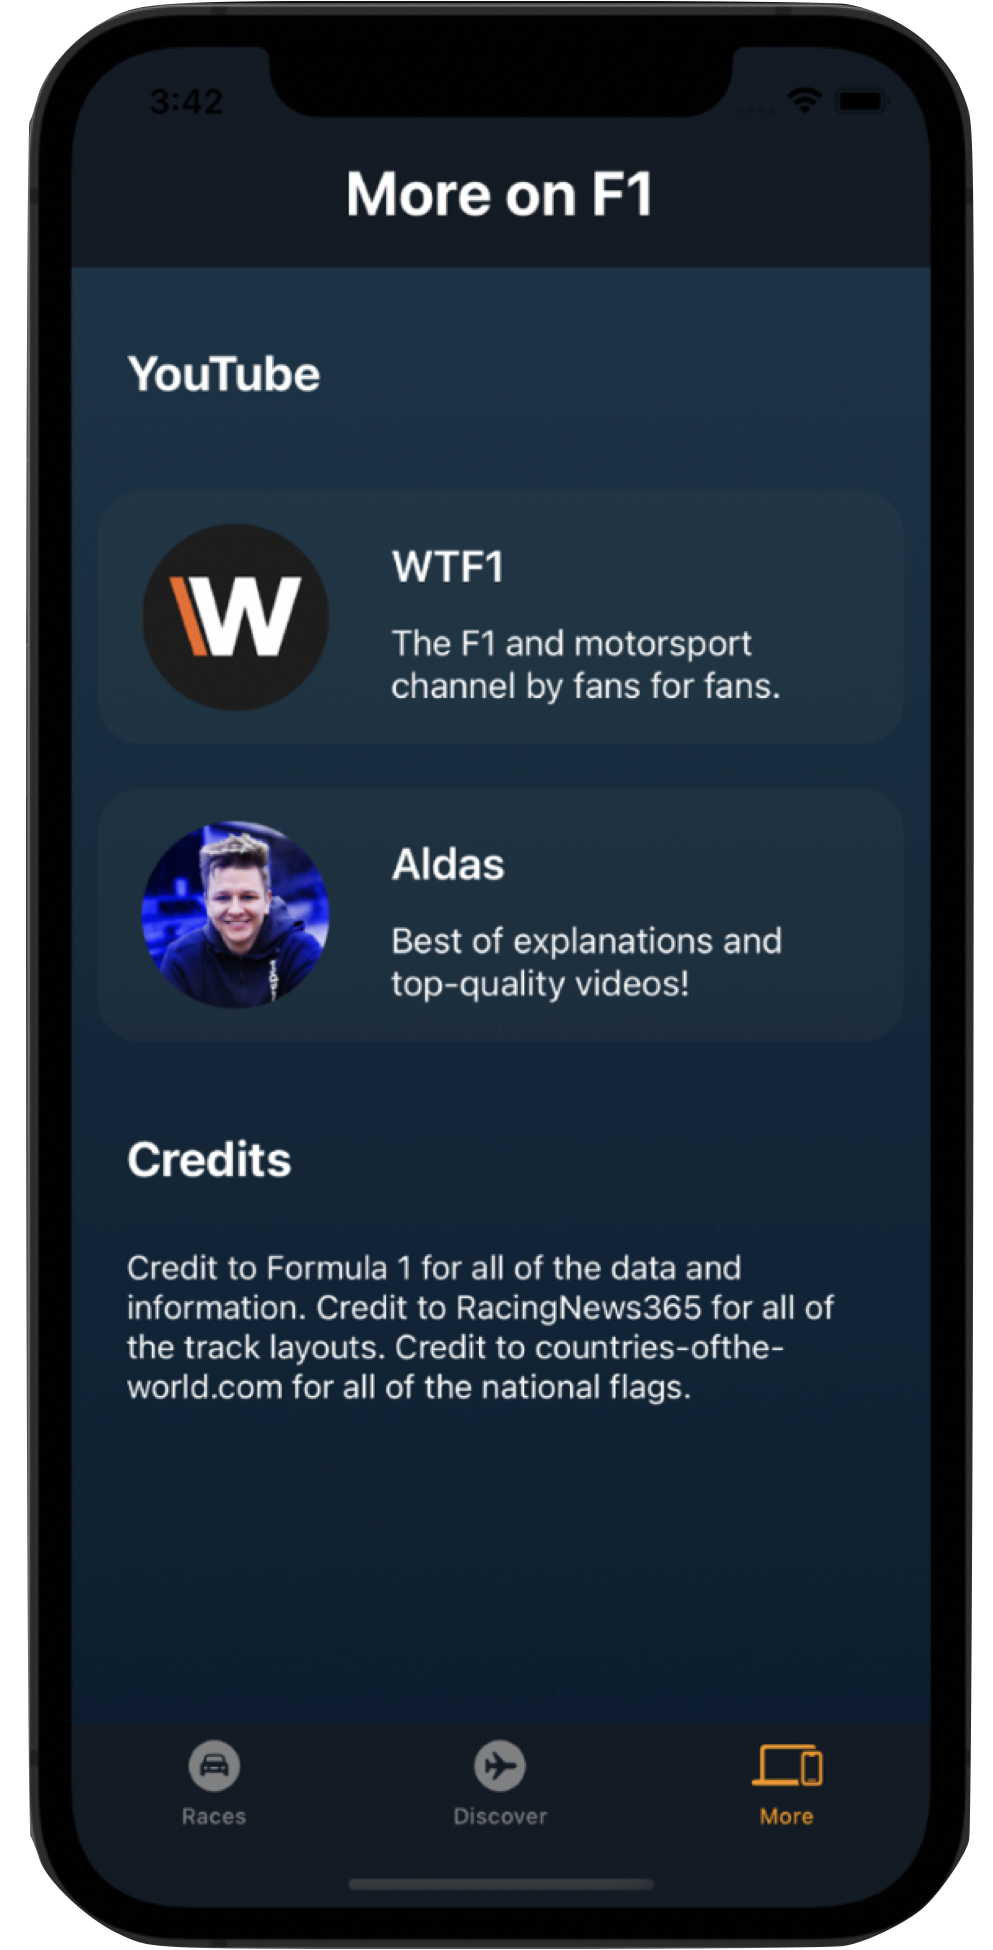 3:42
More on F1
YouTube
W
WTF1
The F1 and motorsport
channel by fans for fans.
Aldas
Best of explanations and
top-quality videos!
Credits
Credit to Formula 1 for all of the data and
information. Credit to RacingNews365 for all of
the track layouts. Credit to countries-ofthe-
world.com for all of the national flags.
Races
Discover
More